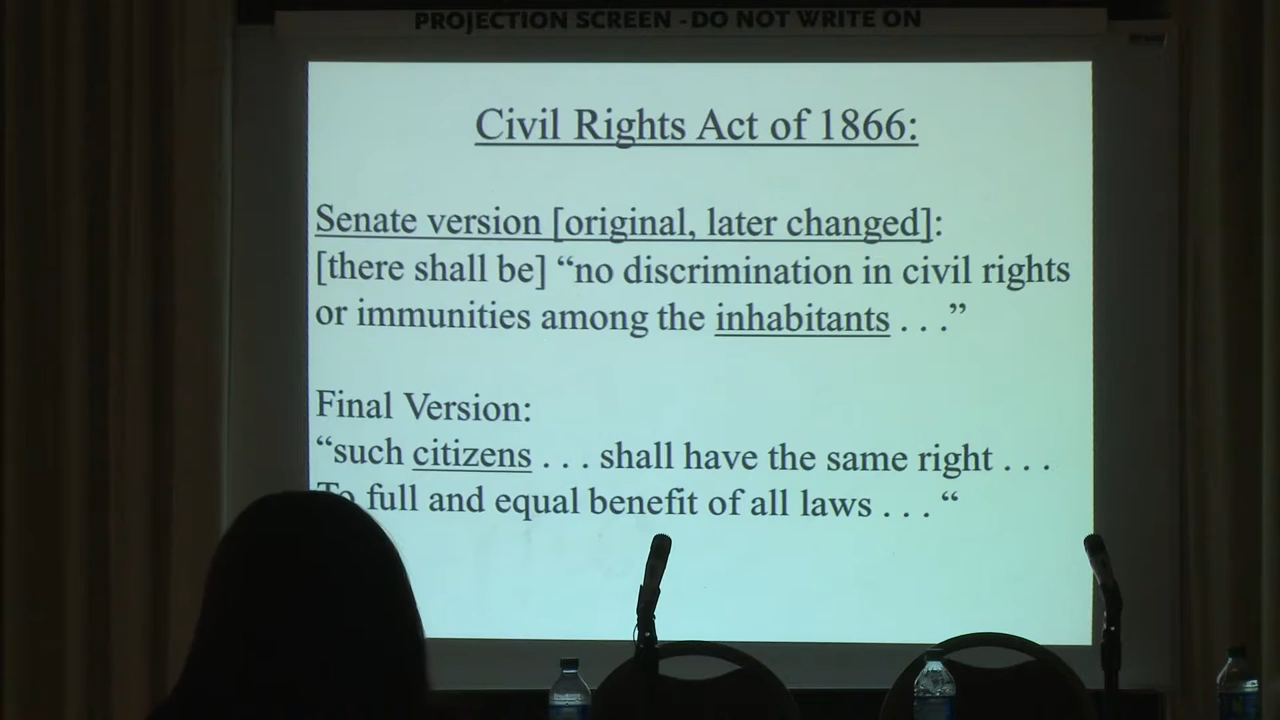 PROJECTION SCREEN - DO NOT WRITE ON
Civil Rights Act of 1866:
Senate version [original, later changed]:
[there shall be] “no discrimination in civil rights
or immunities among the inhabitants . . .”
Final Version:
“such citizens . . . shall have the same right . . .
To full and equal benefit of all laws . . . “